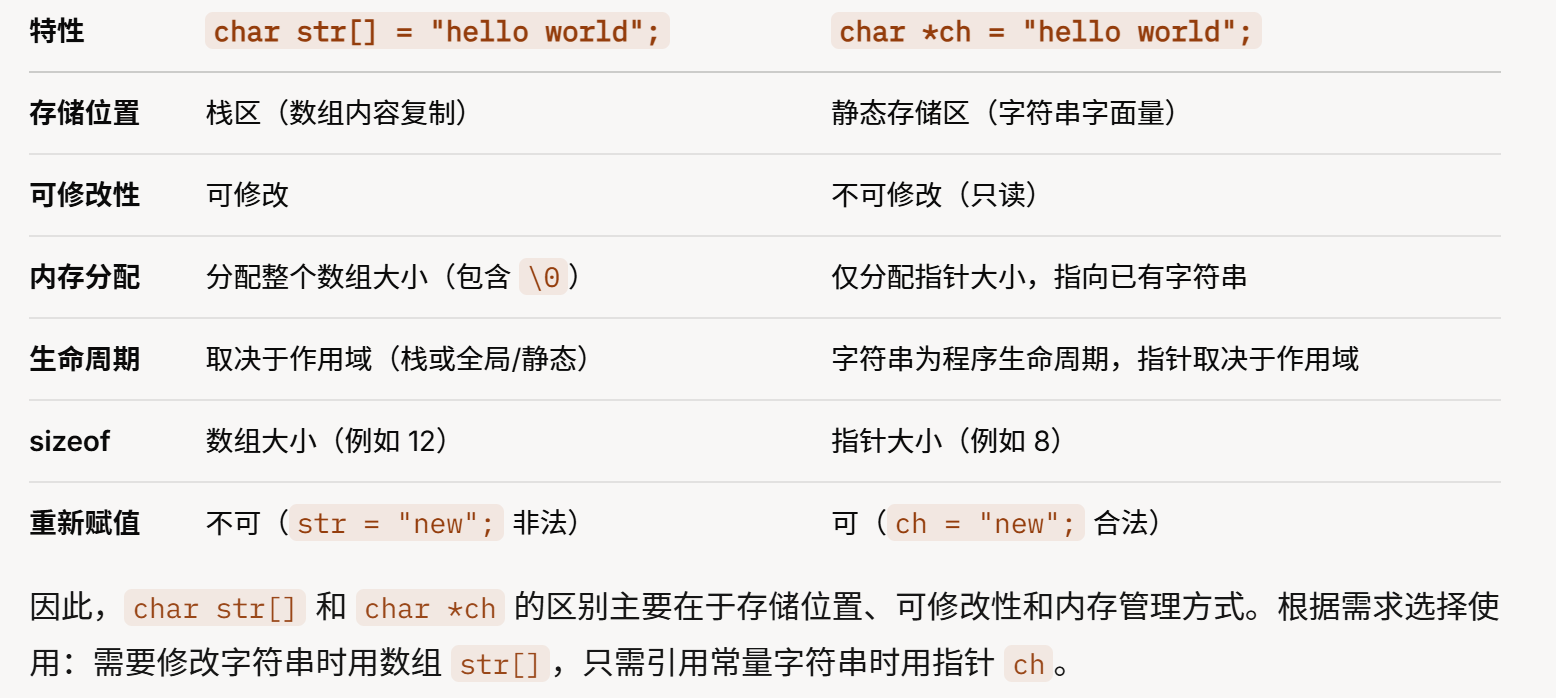 特性 char str[] = "hello world"; char *ch = "hello world";
存储位置 栈区（数组内容复制） 静态存储区（字符串字面量）
可修改性 可修改 不可修改（只读）
内存分配 分配整个数组大小（包含 \0） 仅分配指针大小，指向已有字符串
生命周期 取决于作用域（栈或全局/静态） 字符串为程序生命周期，指针取决于作用域
sizeof 数组大小（例如 12） 指针大小（例如 8）
重新赋值 不可（str = "new"; 非法） 可（ch = "new"; 合法）
因此，char str[] 和 char *ch 的区别主要在于存储位置、可修改性和内存管理方式。根据需求选择使
用：需要修改字符串时用数组 str[]，只需引用常量字符串时用指针 ch。